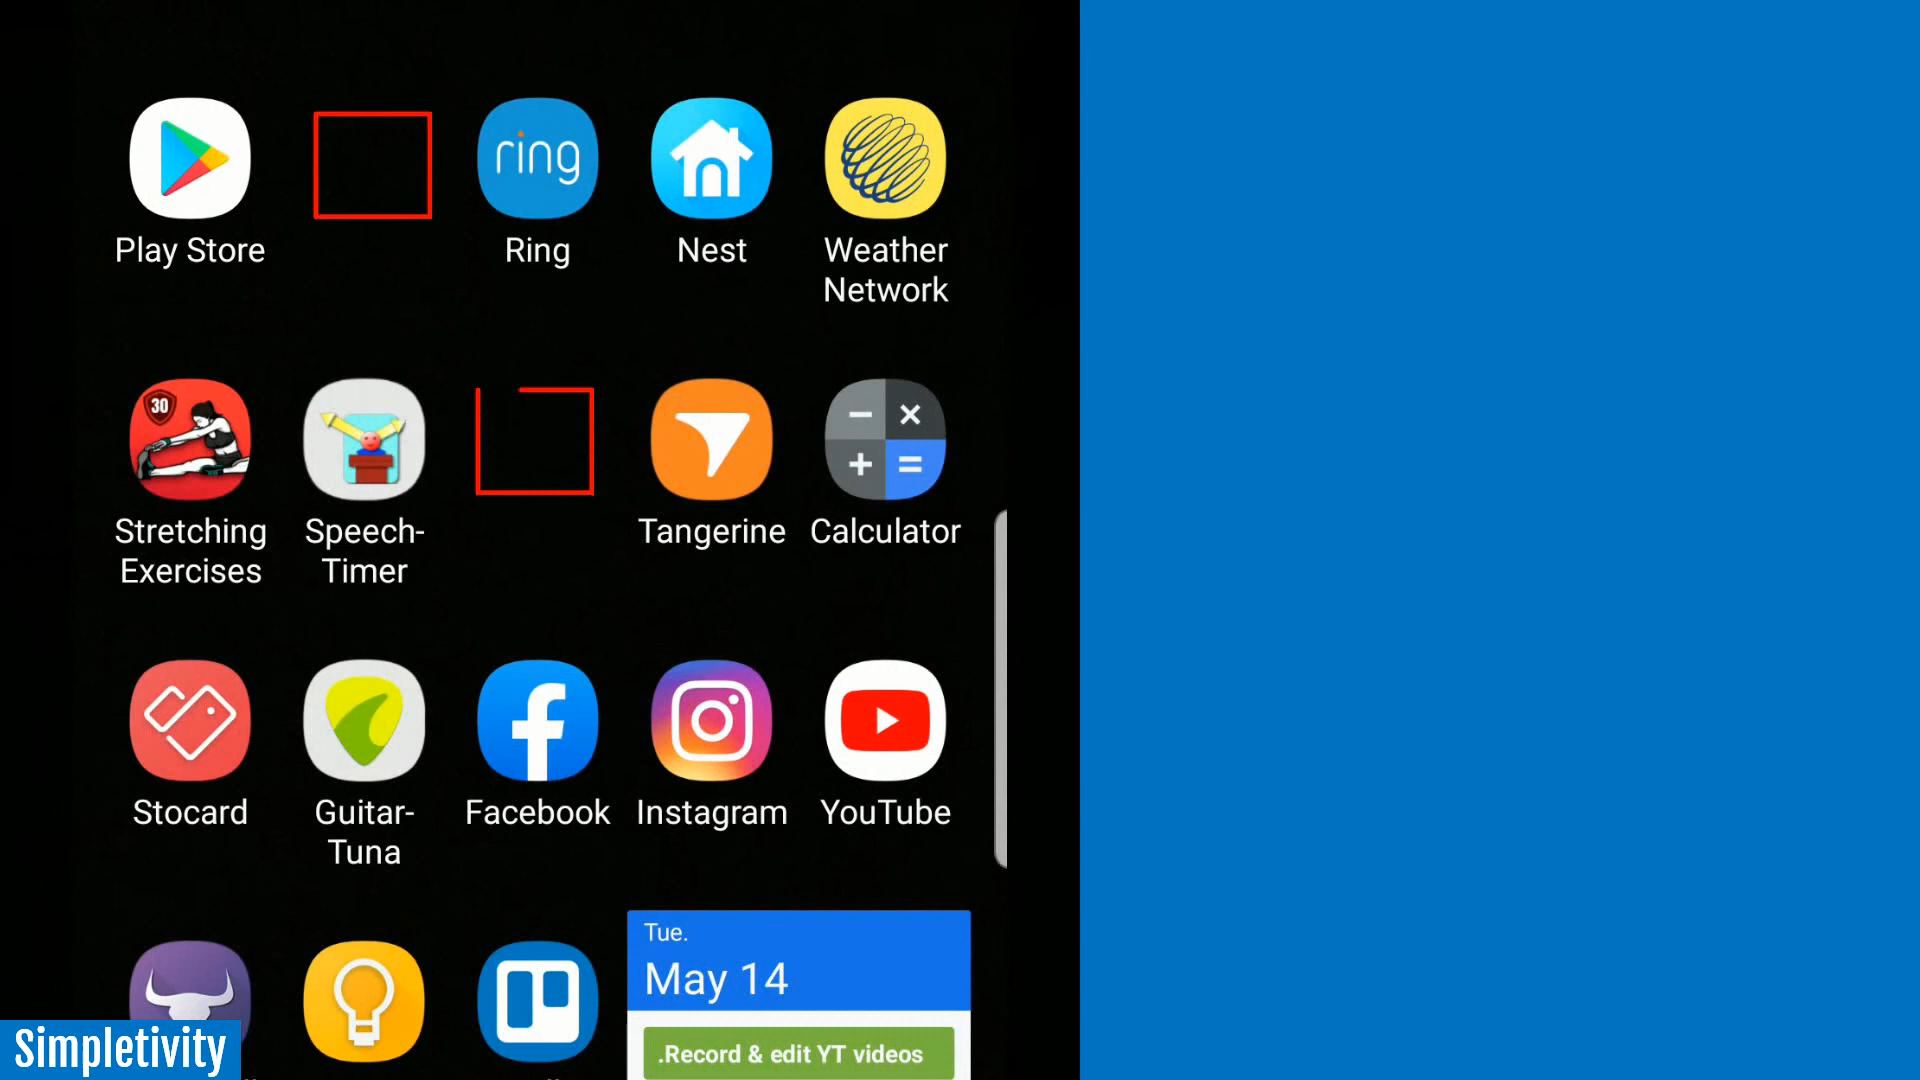 ring
Play Store
Ring
Nest
Weather
Network
30
Stretching
Exercises
Speech-
Timer
Tangerine
Calculator
Stocard
Guitar-
Tuna
Facebook
Instagram
YouTube
Tue.
May 14
.Record & edit YT videos
Simpletivity